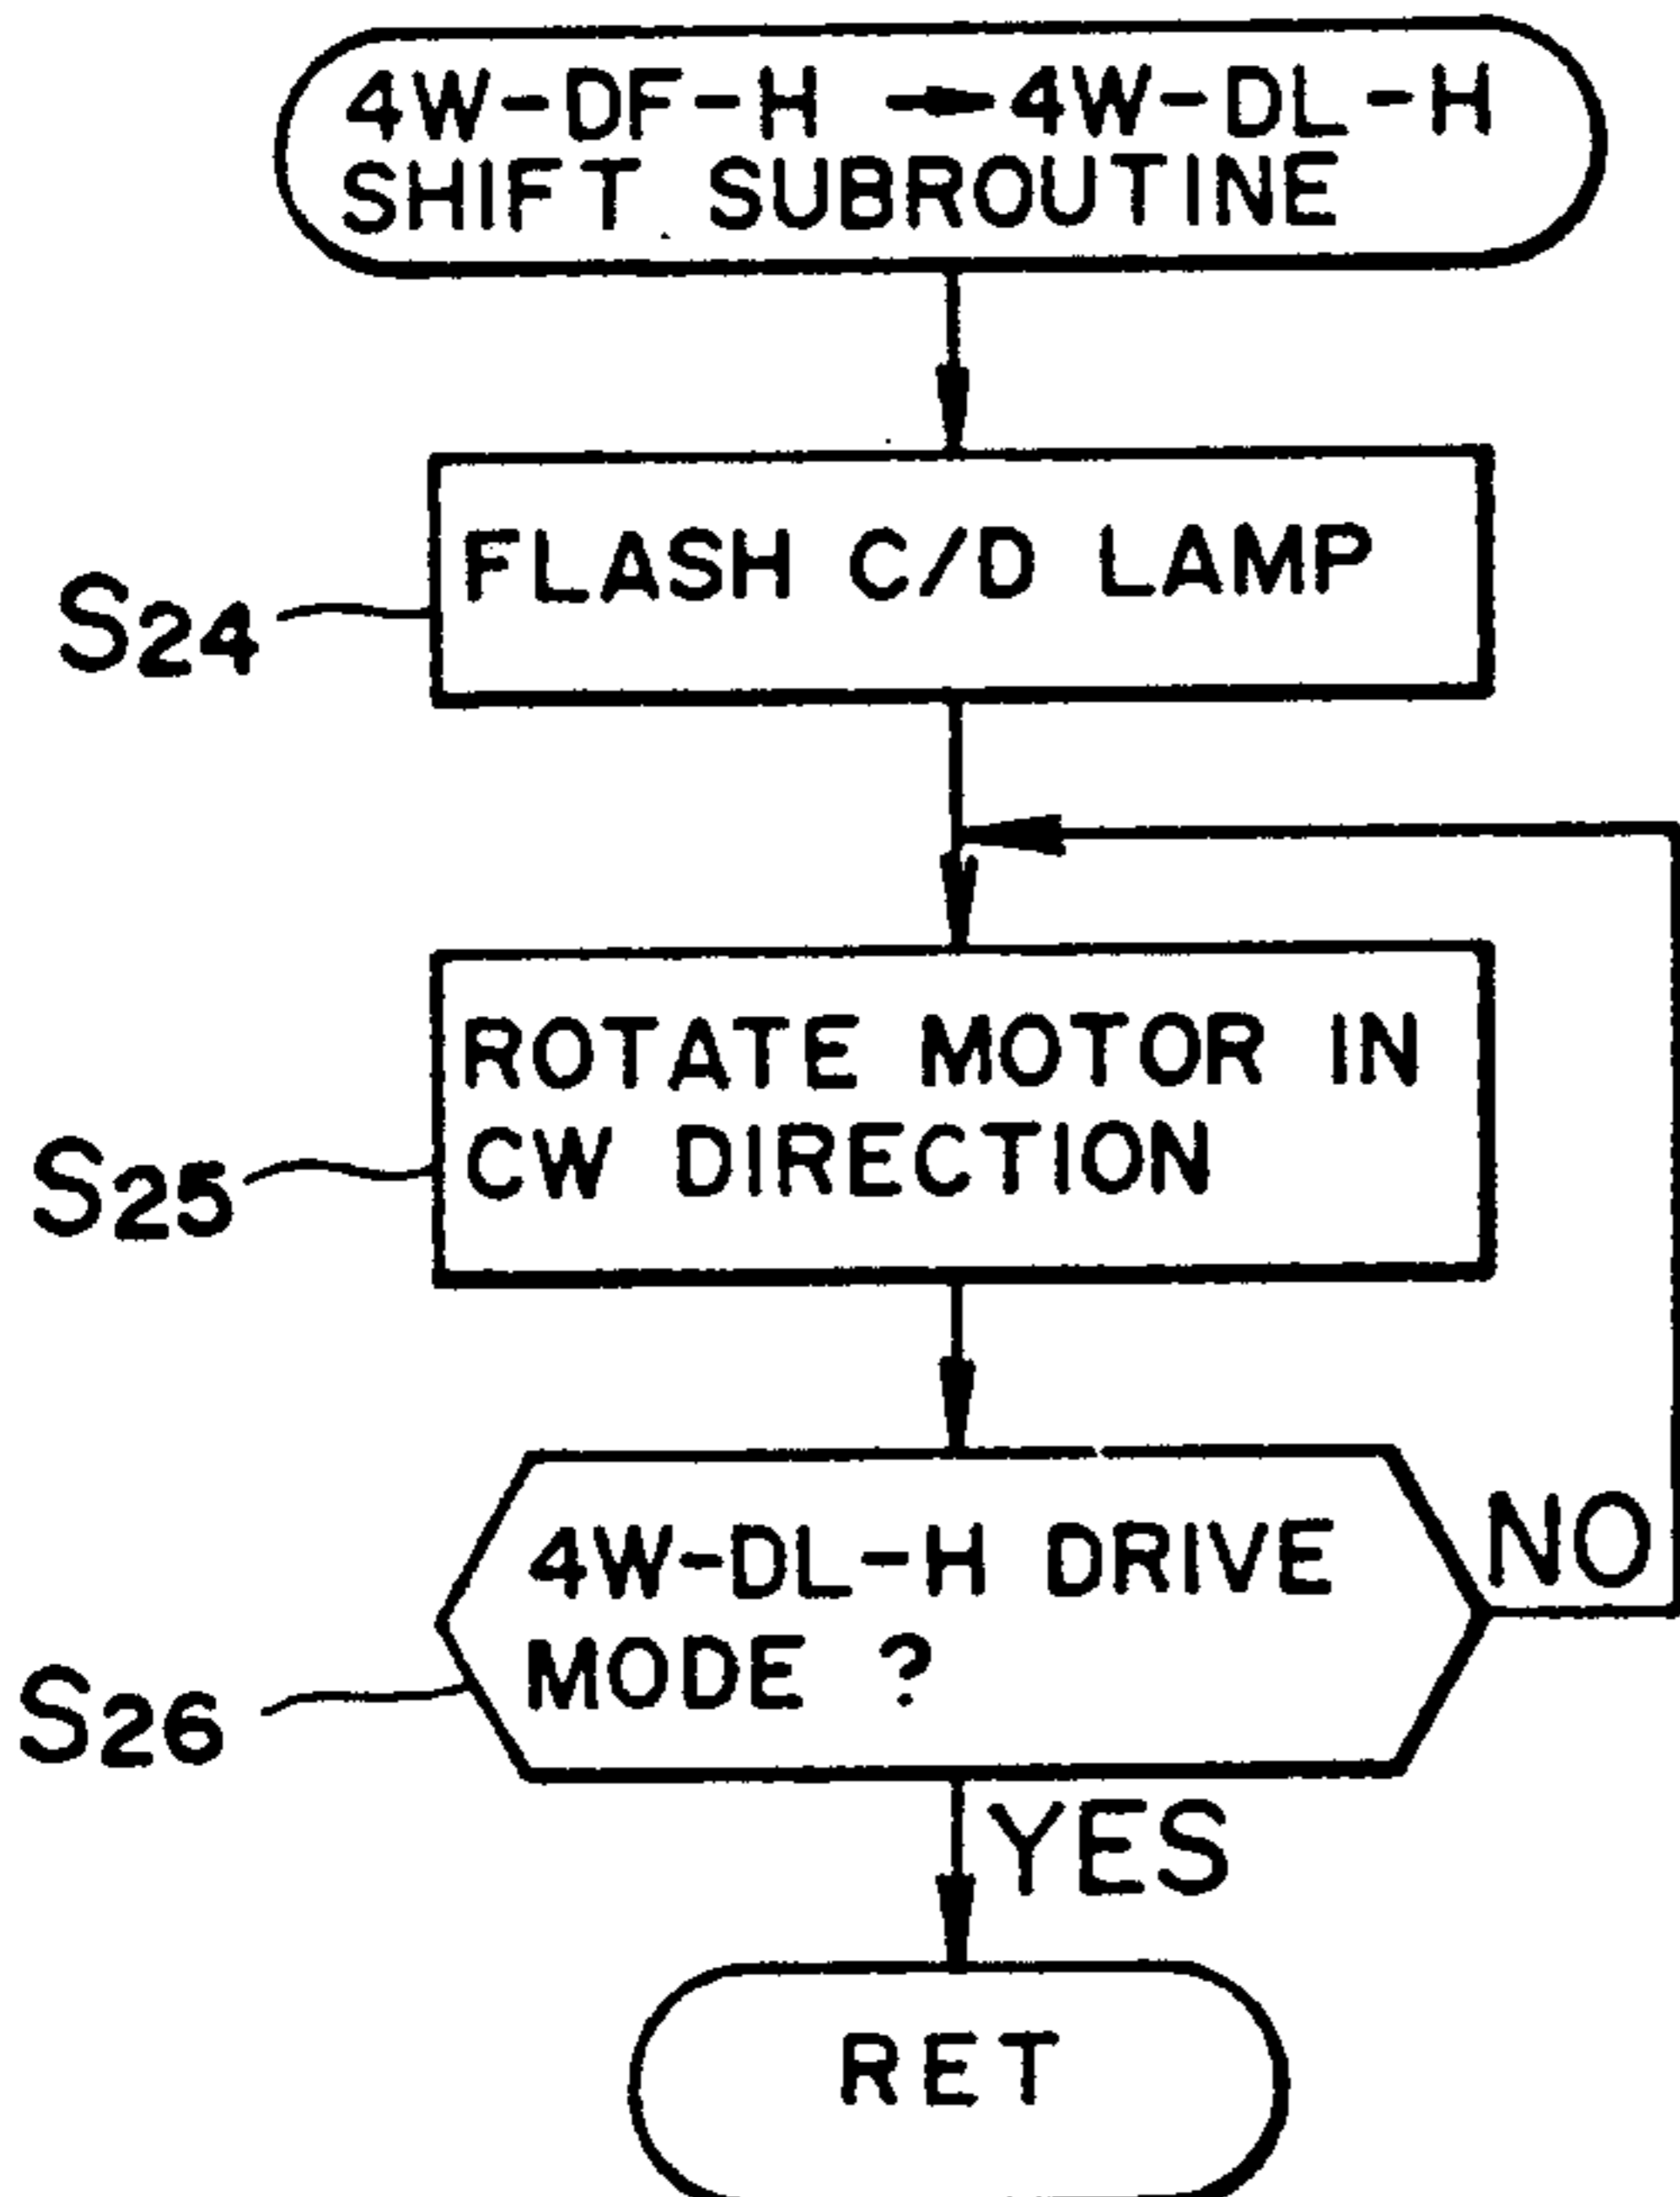 4W-DF-H → 4W-DL-H
SHIFT SUBROUTINE
FLASH C/D LAMP
S24
ROTATE MOTOR IN
CW DIRECTION
S25
4W-DL-H DRIVE
MODE ?
NO
S26
YES
RET